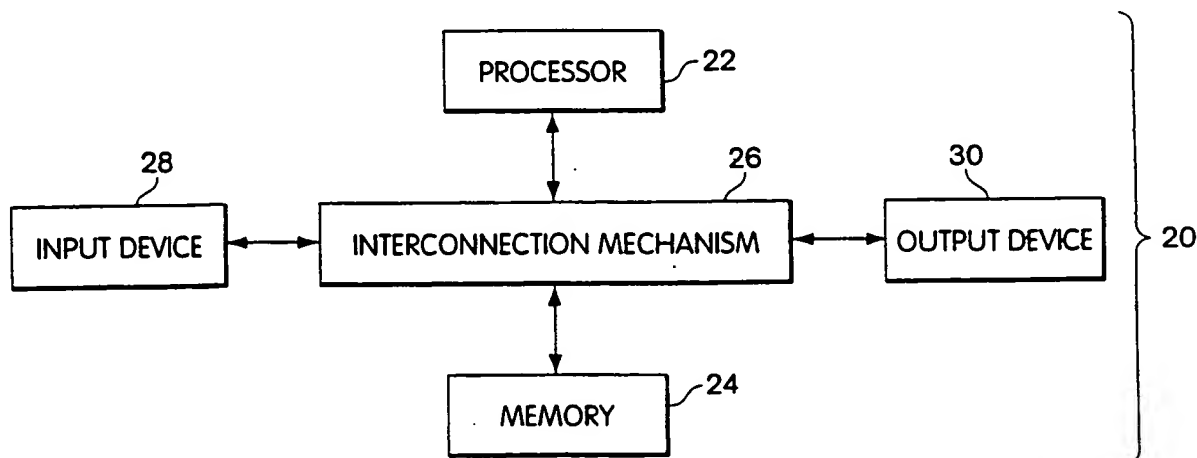 PROCESSOR
22
28
26
30
INPUT DEVICE
INTERCONNECTION MECHANISM
OUTPUT DEVICE
20
MEMORY
24